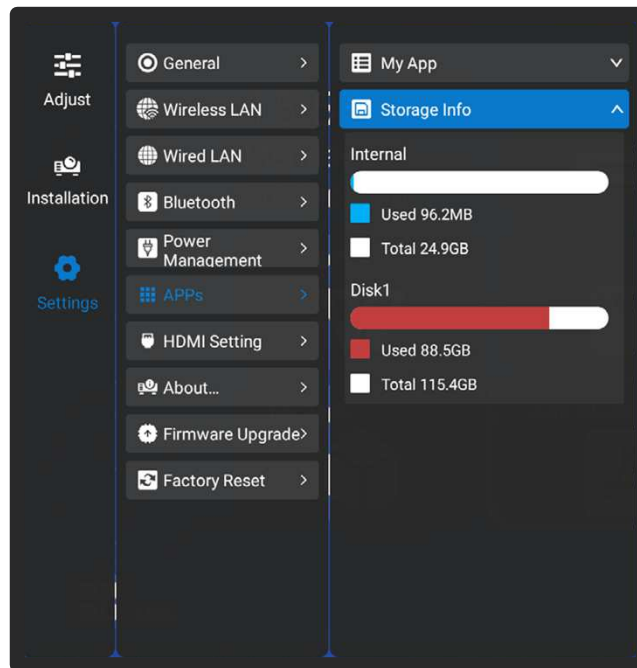 Adjust
Installation
Settings
General
Wireless LAN
Wired LAN
Bluetooth
Power
Management
APPs
HDMI Setting
About...
Firmware Upgrade
Factory Reset
My App
Storage Info
Internal
Used 96.2MB
Total 24.9GB
Disk1
Used 88.5GB
Total 115.4GB